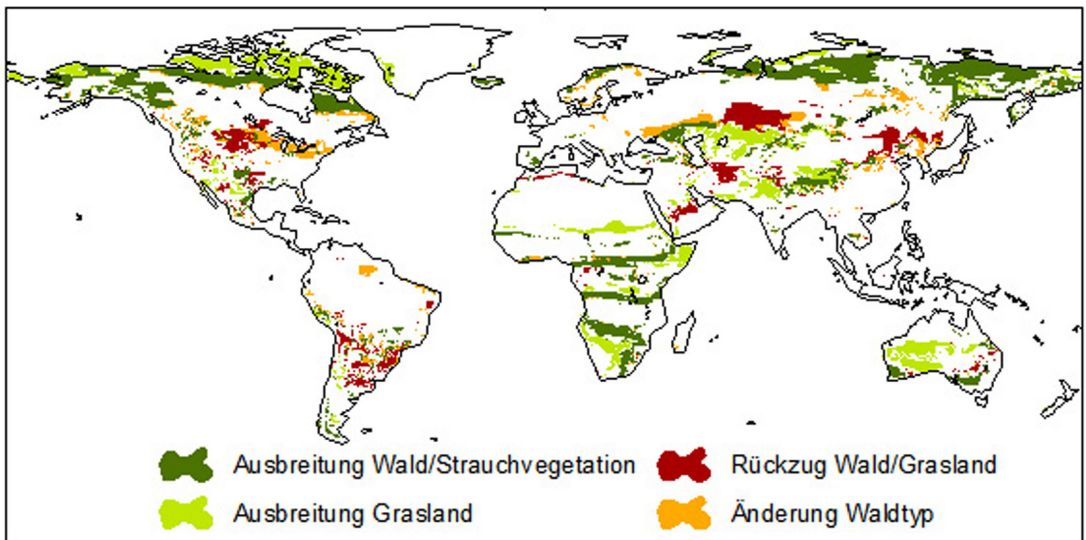 Ausbreitung Wald/Strauchvegetation
Rückzug Wald/Grasland
Ausbreitung Grasland
Änderung Waldtyp